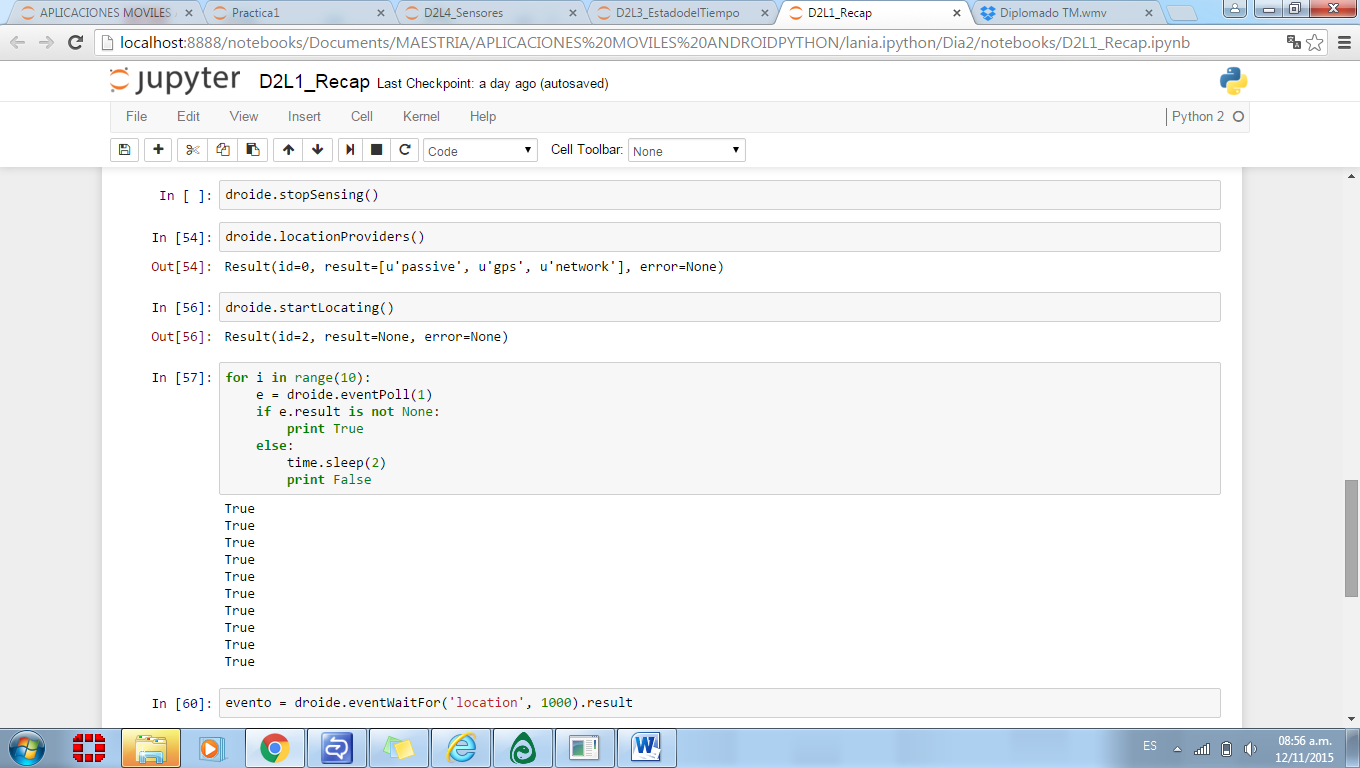 APLICACIONES MOVILES
Practica1
D2L4_Sensores
D2L3_EstadodelTiempo
D2L1_Recap
Diplomado TM.wmv
localhost:8888/notebooks/Documents/MAESTRIA/APLICACIONES%20MOVILES%20ANDROIDPYTHON/lania.ipython/Dia2/notebooks/D2L1_Recap.ipynb
jupyter D2L1_Recap Last Checkpoint: a day ago (autosaved)
File Edit View Insert Cell Kernel Help Python 2
Code Cell Toolbar: None
In [ ]: droide.stopSensing()
In [54]: droide.locationProviders()
Out[54]: Result(id=0, result=[u'passive', u'gps', u'network'], error=None)
In [56]: droide.startLocating()
Out[56]: Result(id=2, result=None, error=None)
In [57]: for i in range(10):
    e = droide.eventPoll(1)
    if e.result is not None:
        print True
    else:
        time.sleep(2)
        print False
True
True
True
True
True
True
True
True
True
True
In [60]: evento = droide.eventWaitFor('location', 1000).result
ES
08:56 a.m.
12/11/2015